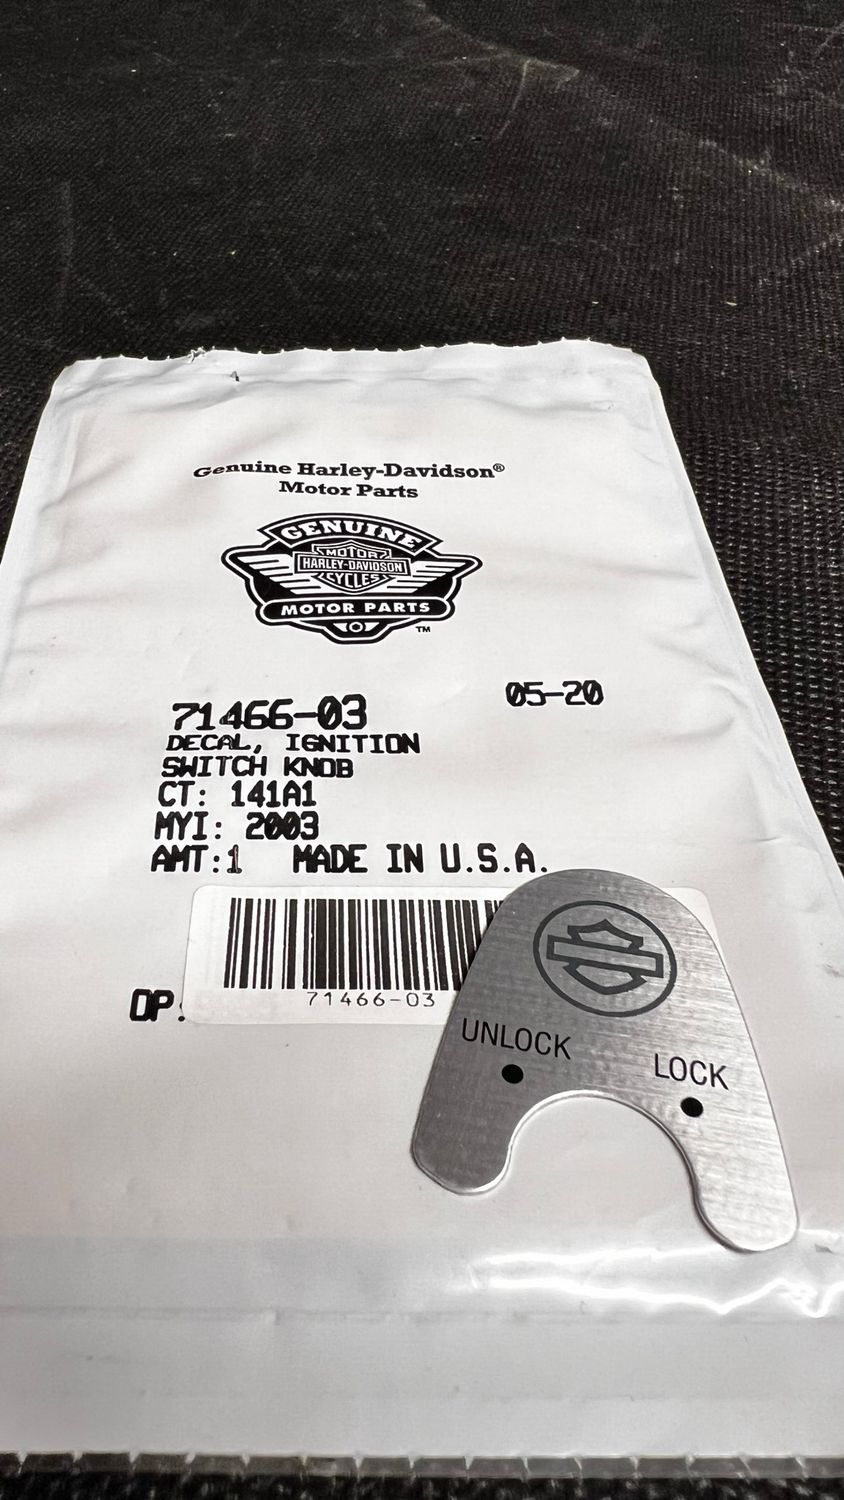 Genuine Harley-Davidson®
Motor Parts
GENUINE
MOTOR
HARLEY-DAVIDSON
CYCLES
MOTOR PARTS
™
05-20
71466-03
DECAL, IGNITION
SWITCH KNOB
CT: 141A1
MYI: 2003
AMT:1 MADE IN U.S.A.
71466-03
OP:
UNLOCK
LOCK